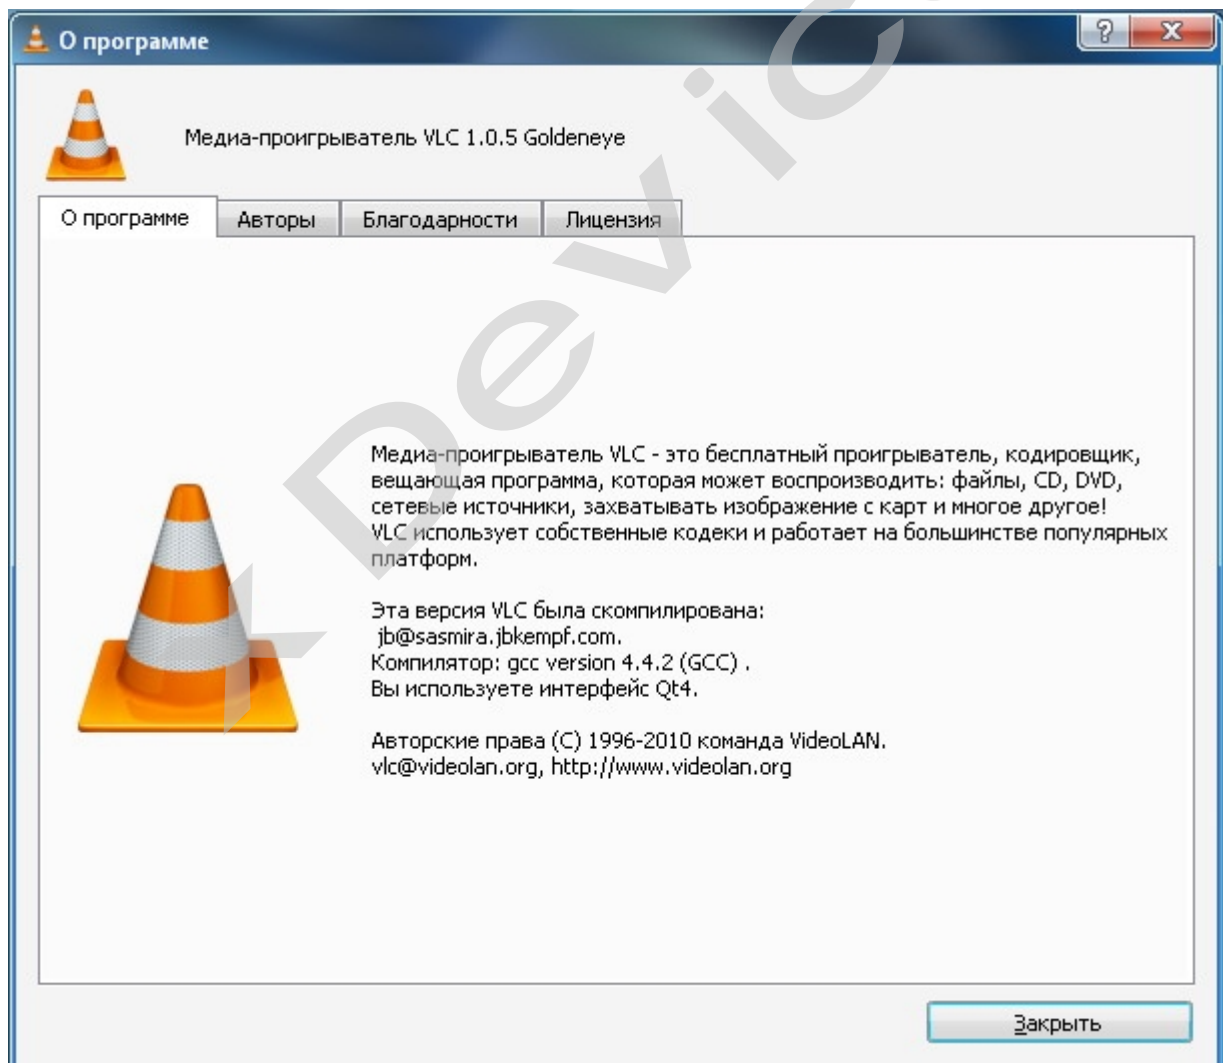 О программе
Медиа-проигрыватель VLC 1.0.5 Goldeneye
О программе
Авторы
Благодарности
Лицензия
Медиа-проигрыватель VLC - это бесплатный проигрыватель, кодировщик,
вещающая программа, которая может воспроизводить: файлы, CD, DVD,
сетевые источники, захватывать изображение с карт и многое другое!
VLC использует собственные кодеки и работает на большинстве популярных
платформ.
Эта версия VLC была скомпилирована:
jb@sasmira.jbkempf.com.
Компилятор: gcc version 4.4.2 (GCC) .
Вы используете интерфейс Qt4.
Авторские права (C) 1996-2010 команда VideoLAN.
vlc@videolan.org, http://www.videolan.org
Закрыть